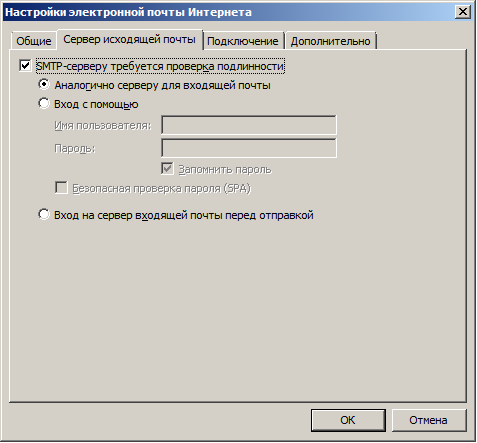 Настройки электронной почты Интернета
Общие Сервер исходящей почты Подключение Дополнительно
SMTP-серверу требуется проверка подлинности
Аналогично серверу для входящей почты
Вход с помощью
Имя пользователя:
Пароль:
Запомнить пароль
Безопасная проверка пароля (SPA)
Вход на сервер входящей почты перед отправкой
ОК Отмена